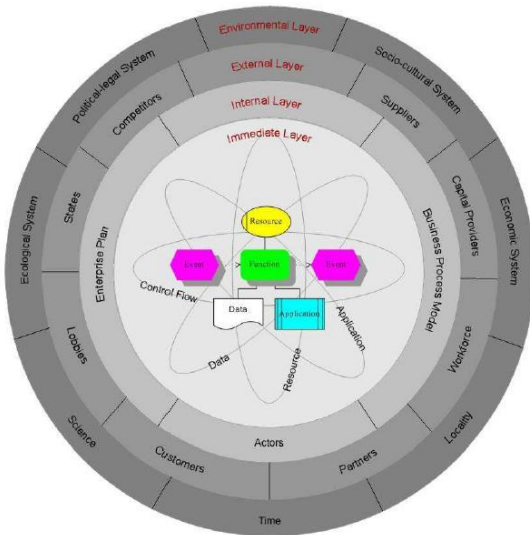 Environmental Layer
Political-legal System
Socio-cultural System
External Layer
Competitors
Suppliers
Internal Layer
Immediate Layer
Ecological System
States
Enterprise Plan
Resource
Event
Function
Event
Control Flow
Data
Application
Data
Resource
Application
Business Process Model
Capital Providers
Economic System
Lobbies
Workforce
Science
Customers
Actors
Partners
Locality
Time